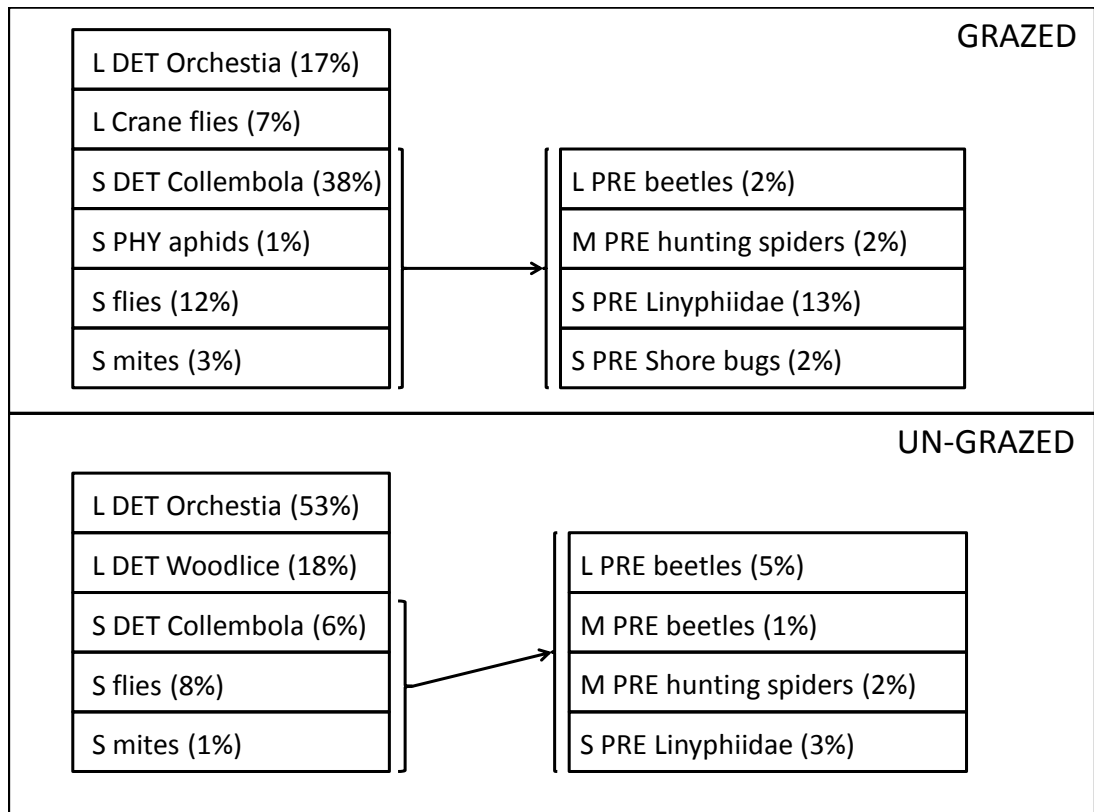 GRAZED
L DET Orchestia (17%)
L Crane flies (7%)
S DET Collembola (38%)
S PHY aphids (1%)
S flies (12%)
S mites (3%)
L PRE beetles (2%)
M PRE hunting spiders (2%)
S PRE Linyphiidae (13%)
S PRE Shore bugs (2%)
UN-GRAZED
L DET Orchestia (53%)
L DET Woodlice (18%)
S DET Collembola (6%)
S flies (8%)
S mites (1%)
L PRE beetles (5%)
M PRE beetles (1%)
M PRE hunting spiders (2%)
S PRE Linyphiidae (3%)